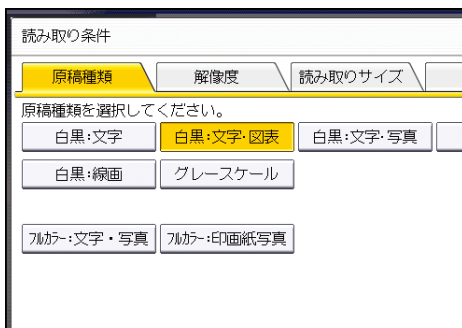 読み取り条件
原稿種類 解像度 読み取りサイズ
原稿種類を選択してください。
白黒:文字 白黒:文字・図表 白黒:文字・写真
白黒:線画 グレースケール
ﾌﾙｶﾗｰ:文字・写真 ﾌﾙｶﾗｰ:印画紙写真